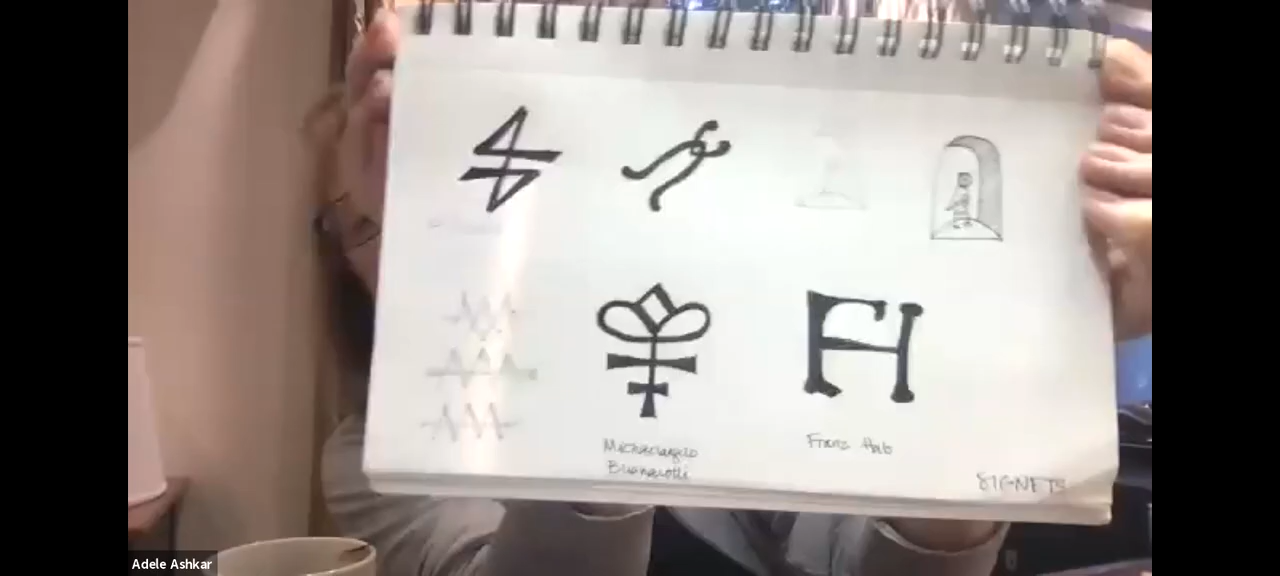 Michaelangelo
Buonarotti
Franz Hals
SIGNETS
Adele Ashkar